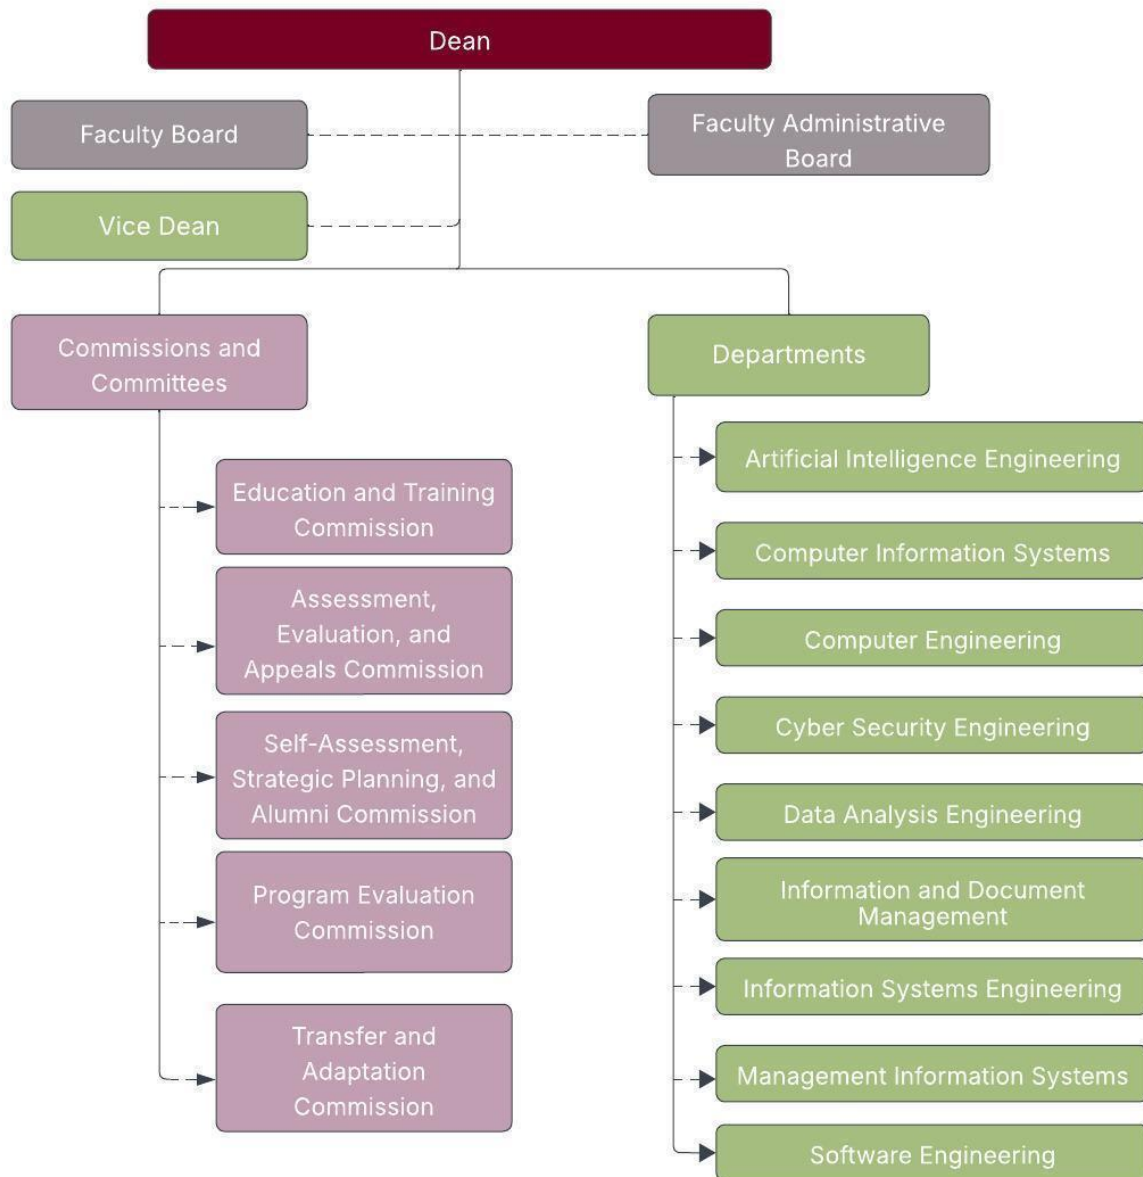 Dean
Faculty Board
Faculty Administrative
Board
Vice Dean
Commissions and
Committees
Education and Training
Commission
Assessment,
Evaluation, and
Appeals Commission
Self-Assessment,
Strategic Planning, and
Alumni Commission
Program Evaluation
Commission
Transfer and
Adaptation
Commission
Departments
Artificial Intelligence Engineering
Computer Information Systems
Computer Engineering
Cyber Security Engineering
Data Analysis Engineering
Information and Document
Management
Information Systems Engineering
Management Information Systems
Software Engineering